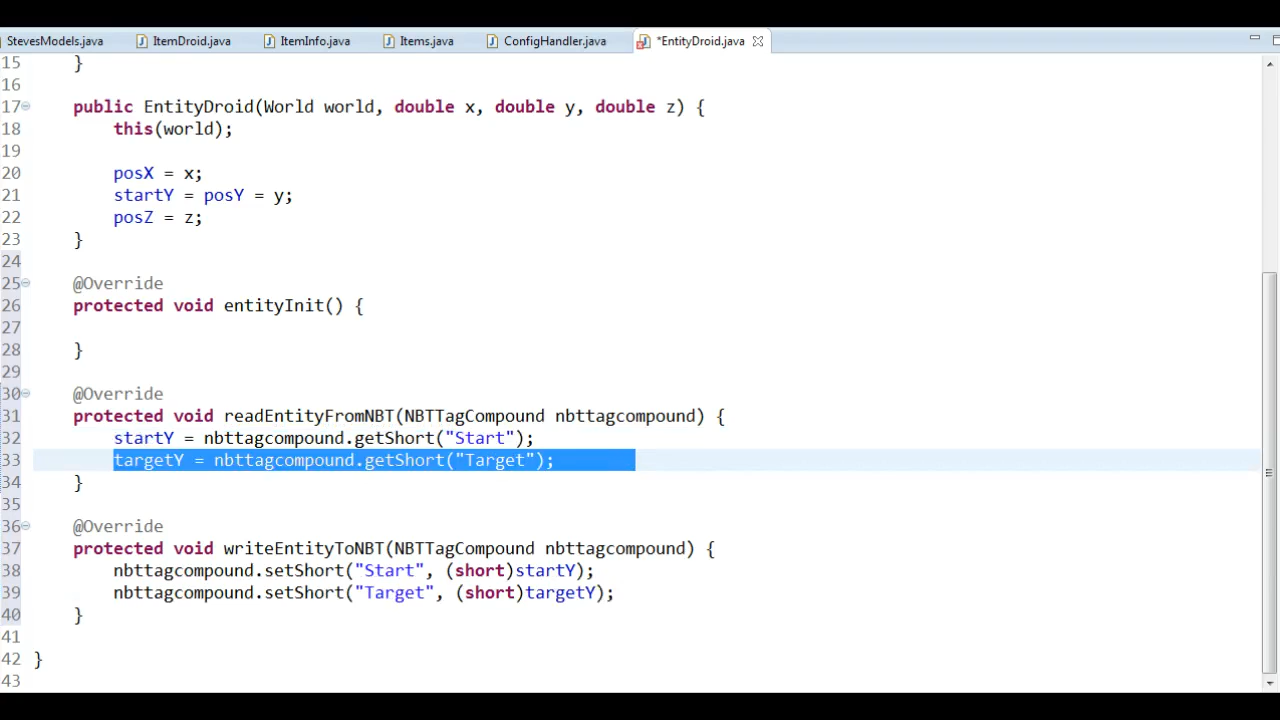 StevesModels.java ItemDroid.java ItemInfo.java Items.java ConfigHandler.java *EntityDroid.java
15 }
16
17 public EntityDroid(World world, double x, double y, double z) {
18 this(world);
19
20 posX = x;
21 startY = posY = y;
22 posZ = z;
23 }
24
25 @Override
26 protected void entityInit() {
27
28 }
29
30 @Override
31 protected void readEntityFromNBT(NBTTagCompound nbttagcompound) {
32 startY = nbttagcompound.getShort("Start");
33 targetY = nbttagcompound.getShort("Target");
34 }
35
36 @Override
37 protected void writeEntityToNBT(NBTTagCompound nbttagcompound) {
38 nbttagcompound.setShort("Start", (short)startY);
39 nbttagcompound.setShort("Target", (short)targetY);
40 }
41
42 }
43